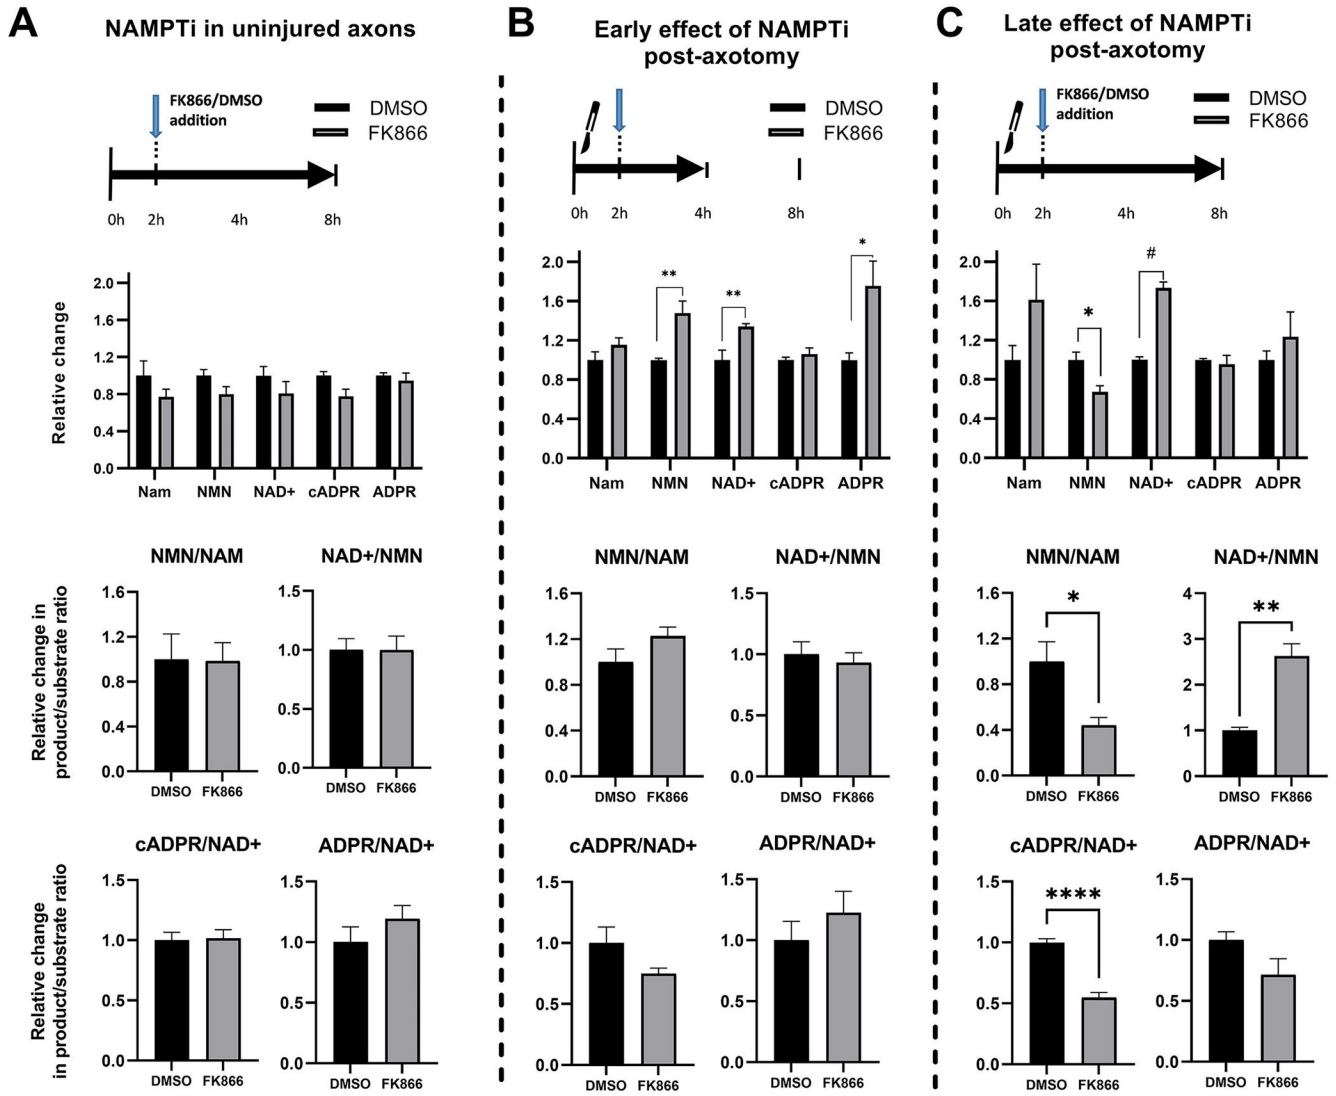 A
NAMPTi in uninjured axons
FK866/DMSO
addition
DMSO
FK866
0h
2h
4h
8h
Relative change
2.0
1.6
1.2
0.8
0.4
0.0
Nam
NMN
NAD+
cADPR
ADPR
Relative change in
product/substrate ratio
NMN/NAM
1.6
1.2
0.8
0.4
0.0
DMSO
FK866
NAD+/NMN
1.5
1.0
0.5
0.0
DMSO
FK866
Relative change
in product/substrate ratio
cADPR/NAD+
1.5
1.0
0.5
0.0
DMSO
FK866
ADPR/NAD+
1.5
1.0
0.5
0.0
DMSO
FK866
B
Early effect of NAMPTi
post-axotomy
DMSO
FK866
0h
2h
4h
8h
2.0
1.6
1.2
0.8
0.4
0.0
**
**
*
Nam
NMN
NAD+
cADPR
ADPR
NMN/NAM
1.6
1.2
0.8
0.4
0.0
DMSO
FK866
NAD+/NMN
1.5
1.0
0.5
0.0
DMSO
FK866
cADPR/NAD+
1.5
1.0
0.5
0.0
DMSO
FK866
ADPR/NAD+
1.5
1.0
0.5
0.0
DMSO
FK866
C
Late effect of NAMPTi
post-axotomy
FK866/DMSO
addition
DMSO
FK866
0h
2h
4h
8h
2.0
1.6
1.2
0.8
0.4
0.0
*
#
Nam
NMN
NAD+
cADPR
ADPR
NMN/NAM
1.6
1.2
0.8
0.4
0.0
*
DMSO
FK866
NAD+/NMN
4
3
2
1
0
**
DMSO
FK866
cADPR/NAD+
1.5
1.0
0.5
0.0
****
DMSO
FK866
ADPR/NAD+
1.5
1.0
0.5
0.0
DMSO
FK866